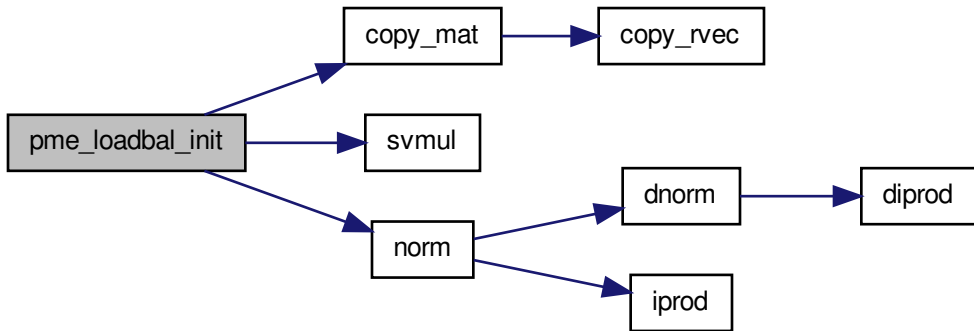 copy_mat
copy_rvec
pme_loadbal_init
svmul
dnorm
diprod
norm
iprod